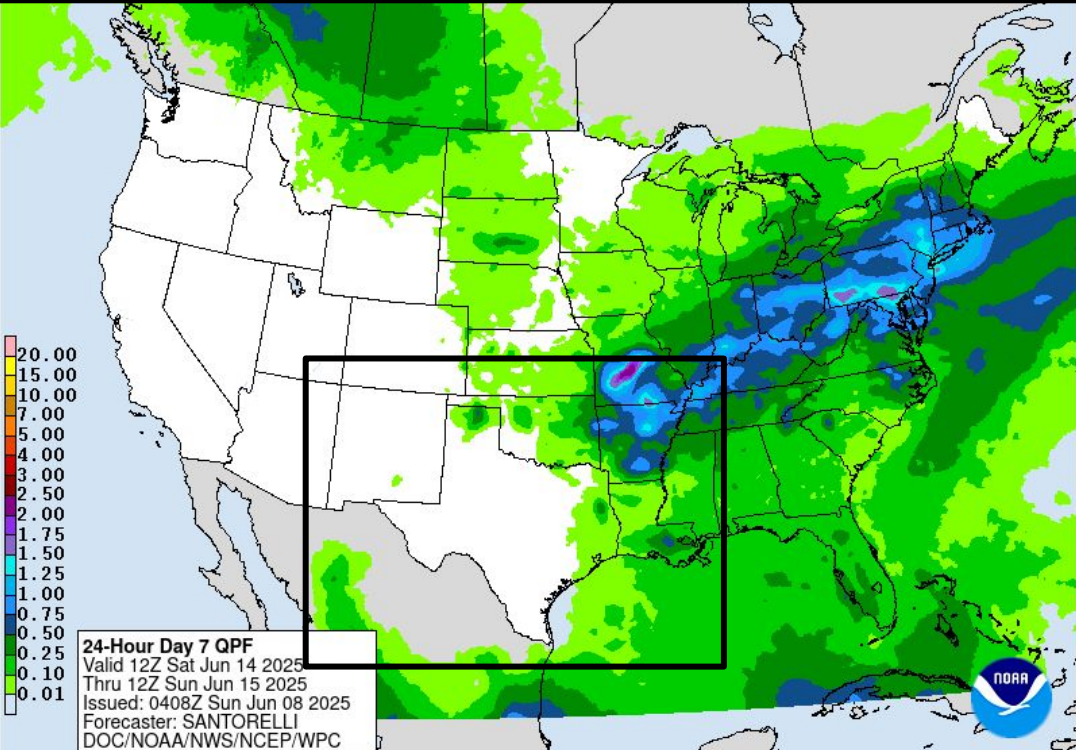 20.00
15.00
10.00
7.00
5.00
4.00
3.00
2.50
2.00
1.75
1.50
1.25
1.00
0.75
0.50
0.25
0.10
0.01
24-Hour Day 7 QPF
Valid 12Z Sat Jun 14 2025
Thru 12Z Sun Jun 15 2025
Issued: 0408Z Sun Jun 08 2025
Forecaster: SANTORELLI
DOC/NOAA/NWS/NCEP/WPC
NOAA